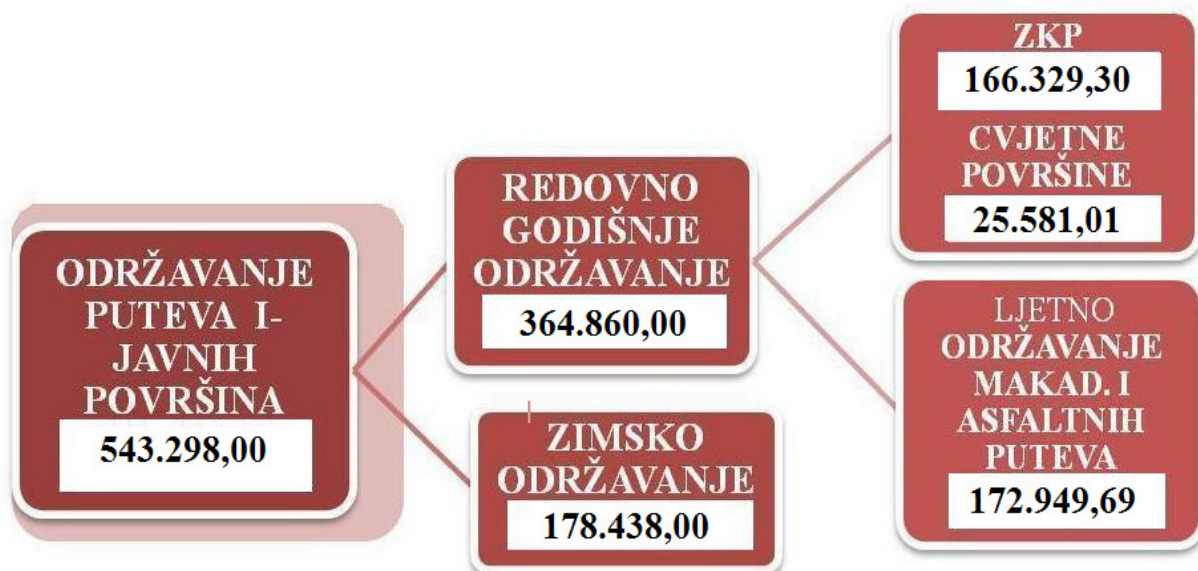 ODRŽAVANJE
PUTEVA I-
JAVNIH
POVRŠINA
543.298,00
REDOVNO
GODIŠNJE
ODRŽAVANJE
364.860,00
ZIMSKO
ODRŽAVANJE
178.438,00
ZKP
166.329,30
CVJETNE
POVRŠINE
25.581,01
LJETNO
ODRŽAVANJE
MAKAD. I
ASFALTNIH
PUTEVA
172.949,69